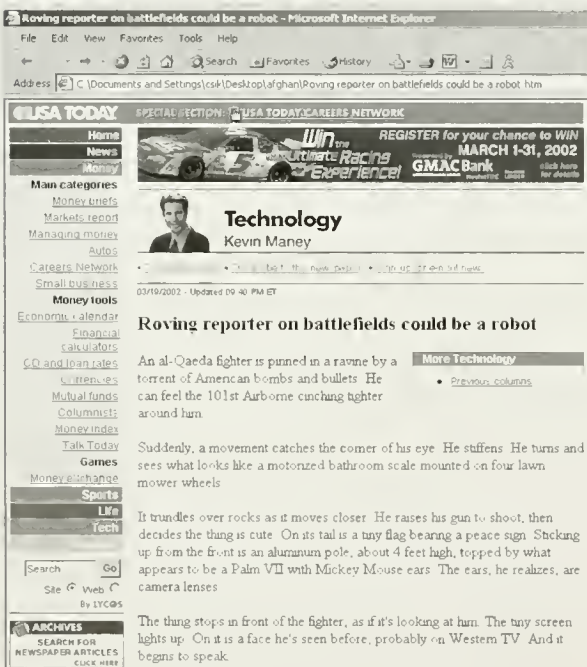 Roving reporter on battlefields could be a robot - Microsoft Internet Explorer
File Edit View Favorites Tools Help
Search Favorites History
Address C:\Documents and Settings\csik\Desktop\afghan\Roving reporter on battlefields could be a robot htm
USA TODAY
SPECIAL SECTION: USA TODAY CAREERS NETWORK
Home
News
Money
Main categories
Money briefs
Markets report
Managing money
Autos
Careers Network
Small business
Money tools
Economic calendar
Financial
calculators
CD and loan rates
Currencies
Mutual funds
Columnists
Money index
Talk Today
Games
Money eXchange
Sports
Life
Tech
Search Go
Site Web
By LYCOS
ARCHIVES
SEARCH FOR
NEWSPAPER ARTICLES
CLICK HERE
Win the
Ultimate Racing
Experience!
REGISTER for your chance to WIN
MARCH 1-31, 2002
Presented by
GMAC Bank
click here
for details
Technology
Kevin Maney
03/19/2002 - Updated 09:40 PM ET
Roving reporter on battlefields could be a robot
More Technology
• Previous columns
An al-Qaeda fighter is pinned in a ravine by a
torrent of American bombs and bullets He
can feel the 101st Airborne cinching tighter
around him
Suddenly, a movement catches the corner of his eye He stiffens He turns and
sees what looks like a motorized bathroom scale mounted on four lawn
mower wheels
It trundles over rocks as it moves closer He raises his gun to shoot, then
decides the thing is cute On its tail is a tiny flag bearing a peace sign Sticking
up from the front is an aluminum pole, about 4 feet high, topped by what
appears to be a Palm VII with Mickey Mouse ears The ears, he realizes, are
camera lenses
The thing stops in front of the fighter, as if it's looking at him The tiny screen
lights up On it is a face he's seen before, probably on Western TV And it
begins to speak